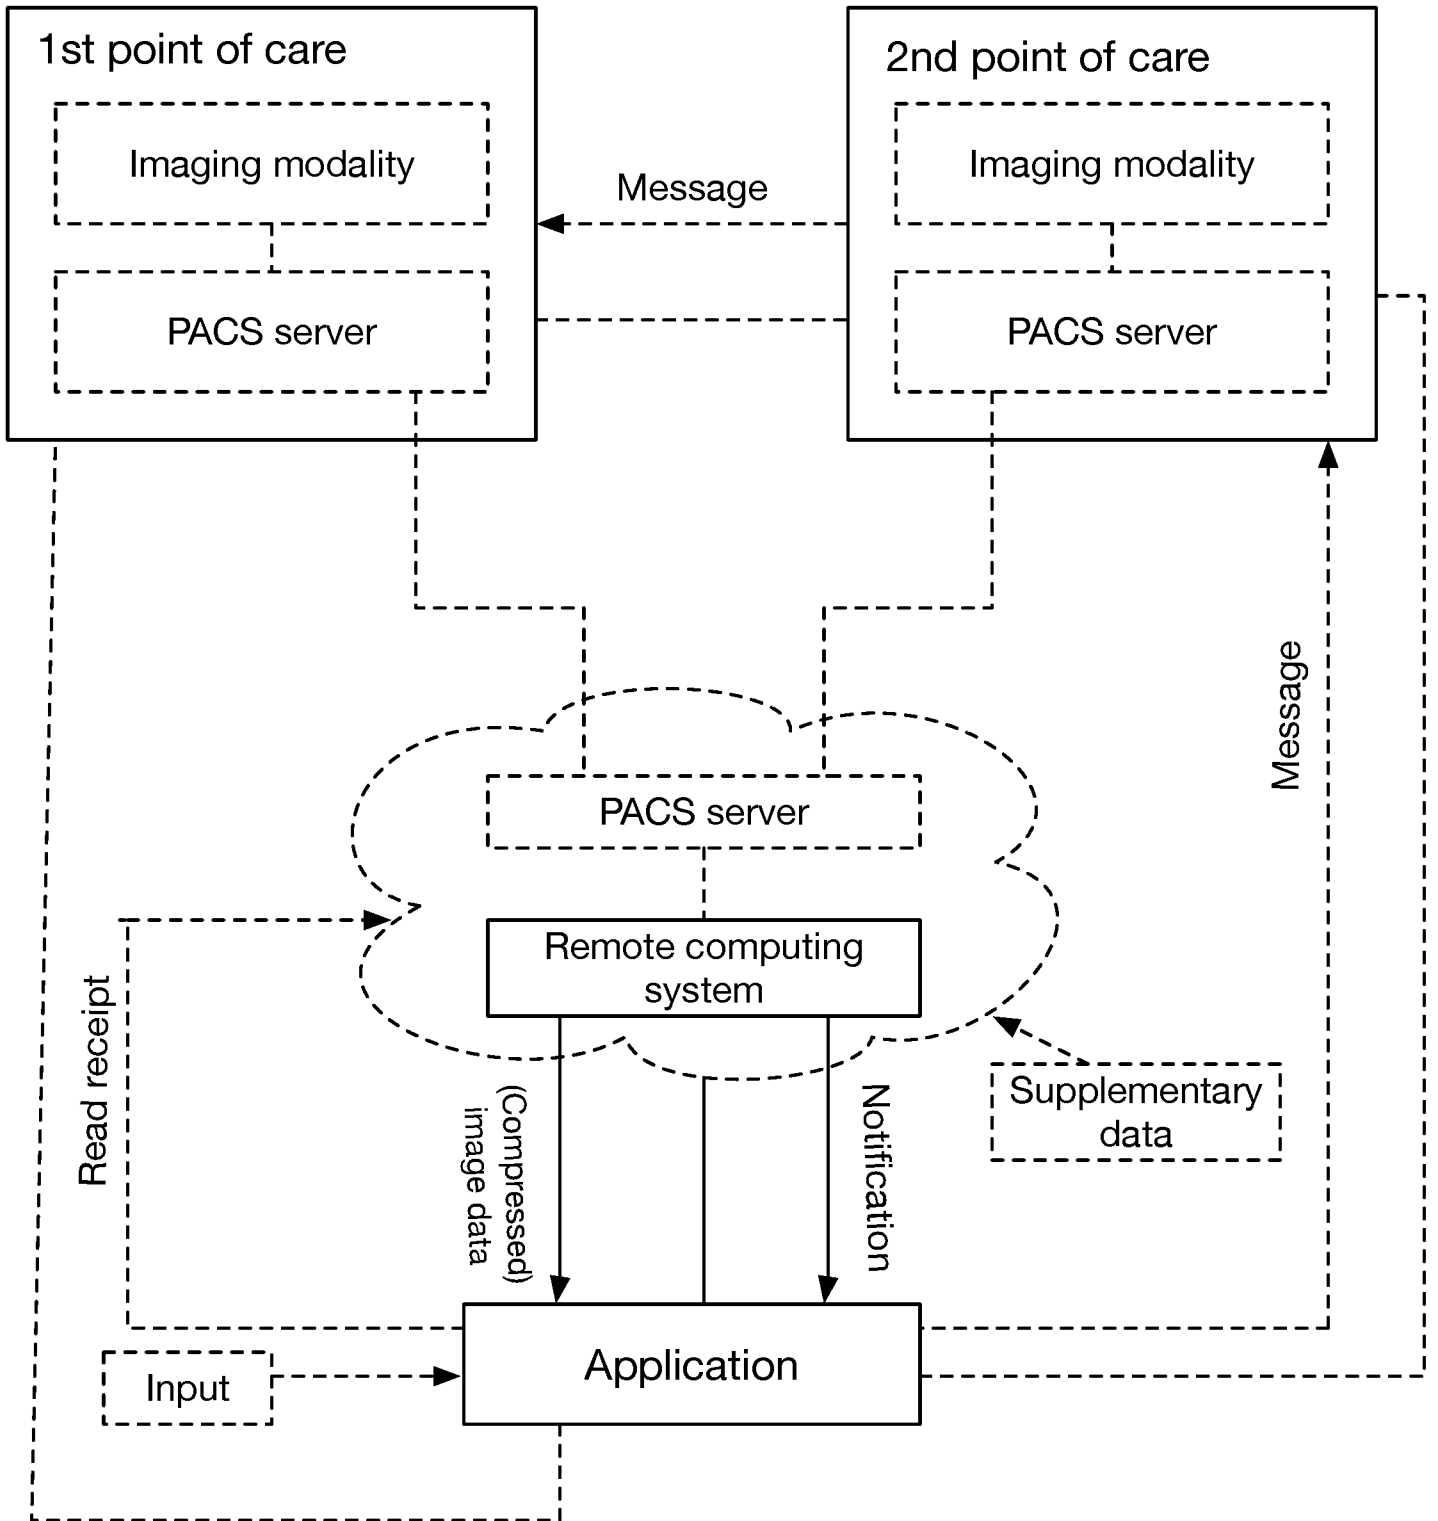 1st point of care
2nd point of care
Imaging modality
Imaging modality
Message
PACS server
PACS server
Message
PACS server
Remote computing
system
Read receipt
(Compressed)
image data
Notification
Supplementary
data
Application
Input